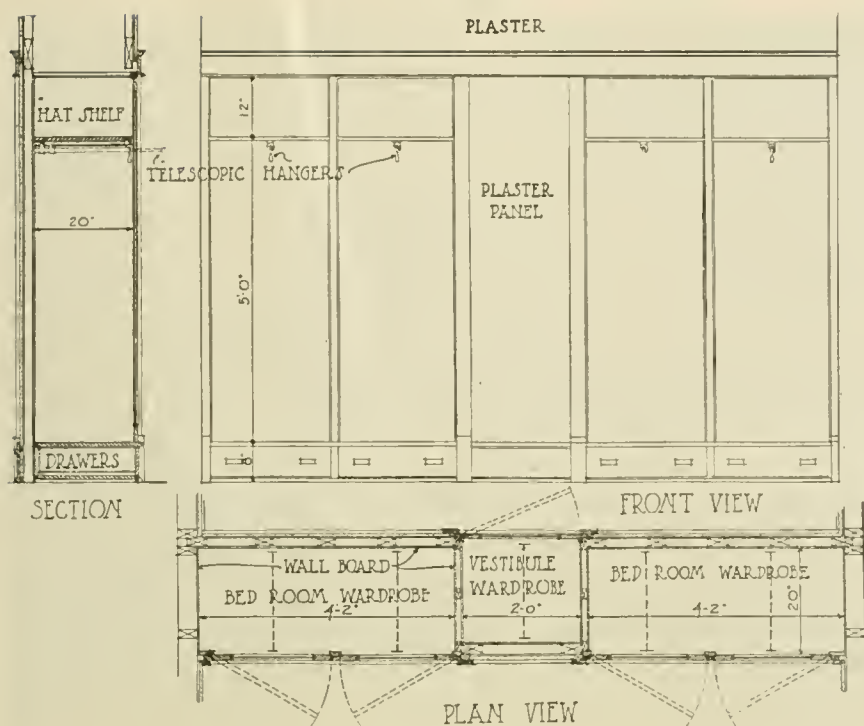 PLASTER
HAT SHELF
12"
TELESCOPIC HANGERS
PLASTER
PANEL
20"
5'-0"
DRAWERS
8"
SECTION
FRONT VIEW
WALL BOARD
VESTIBULE
WARDROBE
BED ROOM WARDROBE
BED ROOM WARDROBE
4'-2"
2'-0"
4'-2"
20"
PLAN VIEW